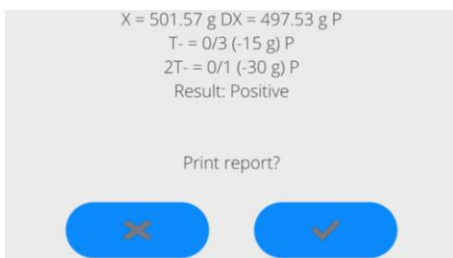 X = 501.57 g DX = 497.53 g P
T- = 0/3 (-15 g) P
2T- = 0/1 (-30 g) P
Result: Positive
Print report?